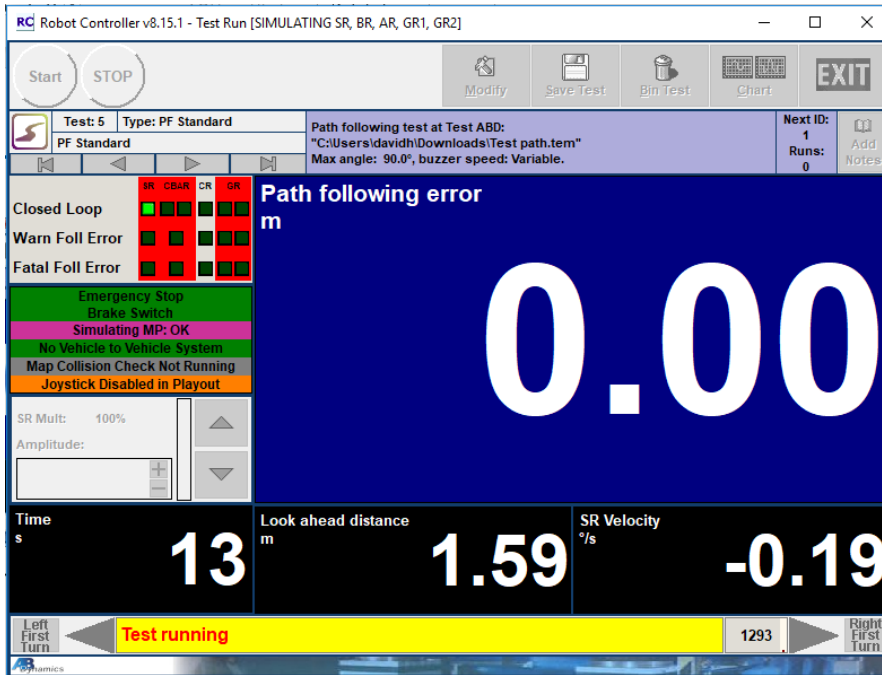 RC Robot Controller v8.15.1 - Test Run [SIMULATING SR, BR, AR, GR1, GR2]
Start
STOP
Modify
Save Test
Bin Test
Chart
EXIT
Test: 5
Type: PF Standard
PF Standard
Path following test at Test ABD:
"C:\Users\davidh\Downloads\Test path.tem"
Max angle: 90.0°, buzzer speed: Variable.
Next ID:
1
Runs:
0
Add
Notes
SR CBAR CR GR
Closed Loop
Warn Foll Error
Fatal Foll Error
Emergency Stop
Brake Switch
Simulating MP: OK
No Vehicle to Vehicle System
Map Collision Check Not Running
Joystick Disabled in Playout
SR Mult: 100%
Amplitude:
Path following error
m
0.00
Time
s
13
Look ahead distance
m
1.59
SR Velocity
°/s
-0.19
Left
First
Turn
Test running
1293
Right
First
Turn
AB Dynamics